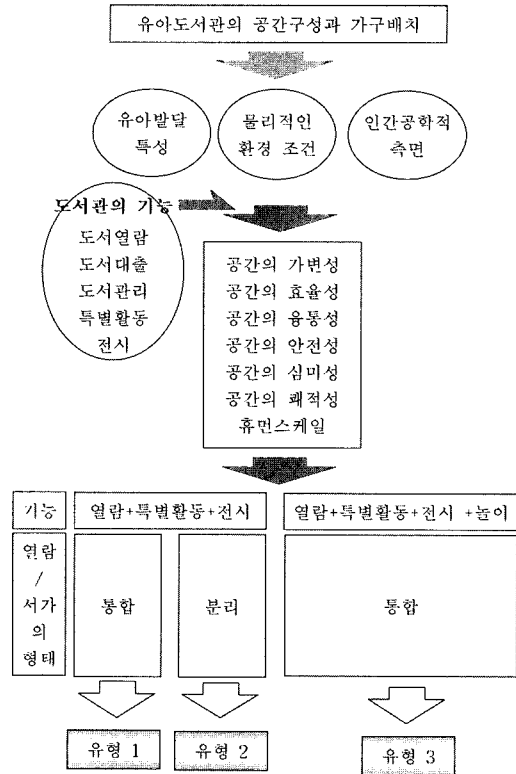 유아도서관의 공간구성과 가구배치
유아발달
특성
물리적인
환경 조건
인간공학적
측면
도서관의 기능
도서열람
도서대출
도서관리
특별활동
전시
공간의 가변성
공간의 효율성
공간의 융통성
공간의 안전성
공간의 심미성
공간의 쾌적성
휴먼스케일
기능
열람+특별활동+전시
열람+특별활동+전시 +놀이
열람
/
서가
의
형태
통합
분리
통합
유형 1
유형 2
유형 3